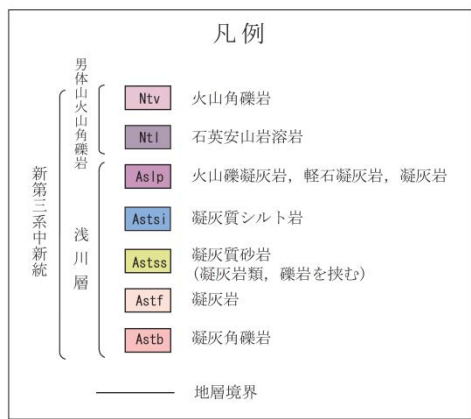 凡例
新第三系中新統
男体山火山角礫岩
Ntv 火山角礫岩
Ntl 石英安山岩溶岩
浅川層
Aslp 火山礫凝灰岩，軽石凝灰岩，凝灰岩
Astsi 凝灰質シルト岩
Astss 凝灰質砂岩
(凝灰岩類，礫岩を挟む)
Astf 凝灰岩
Astb 凝灰角礫岩
地層境界